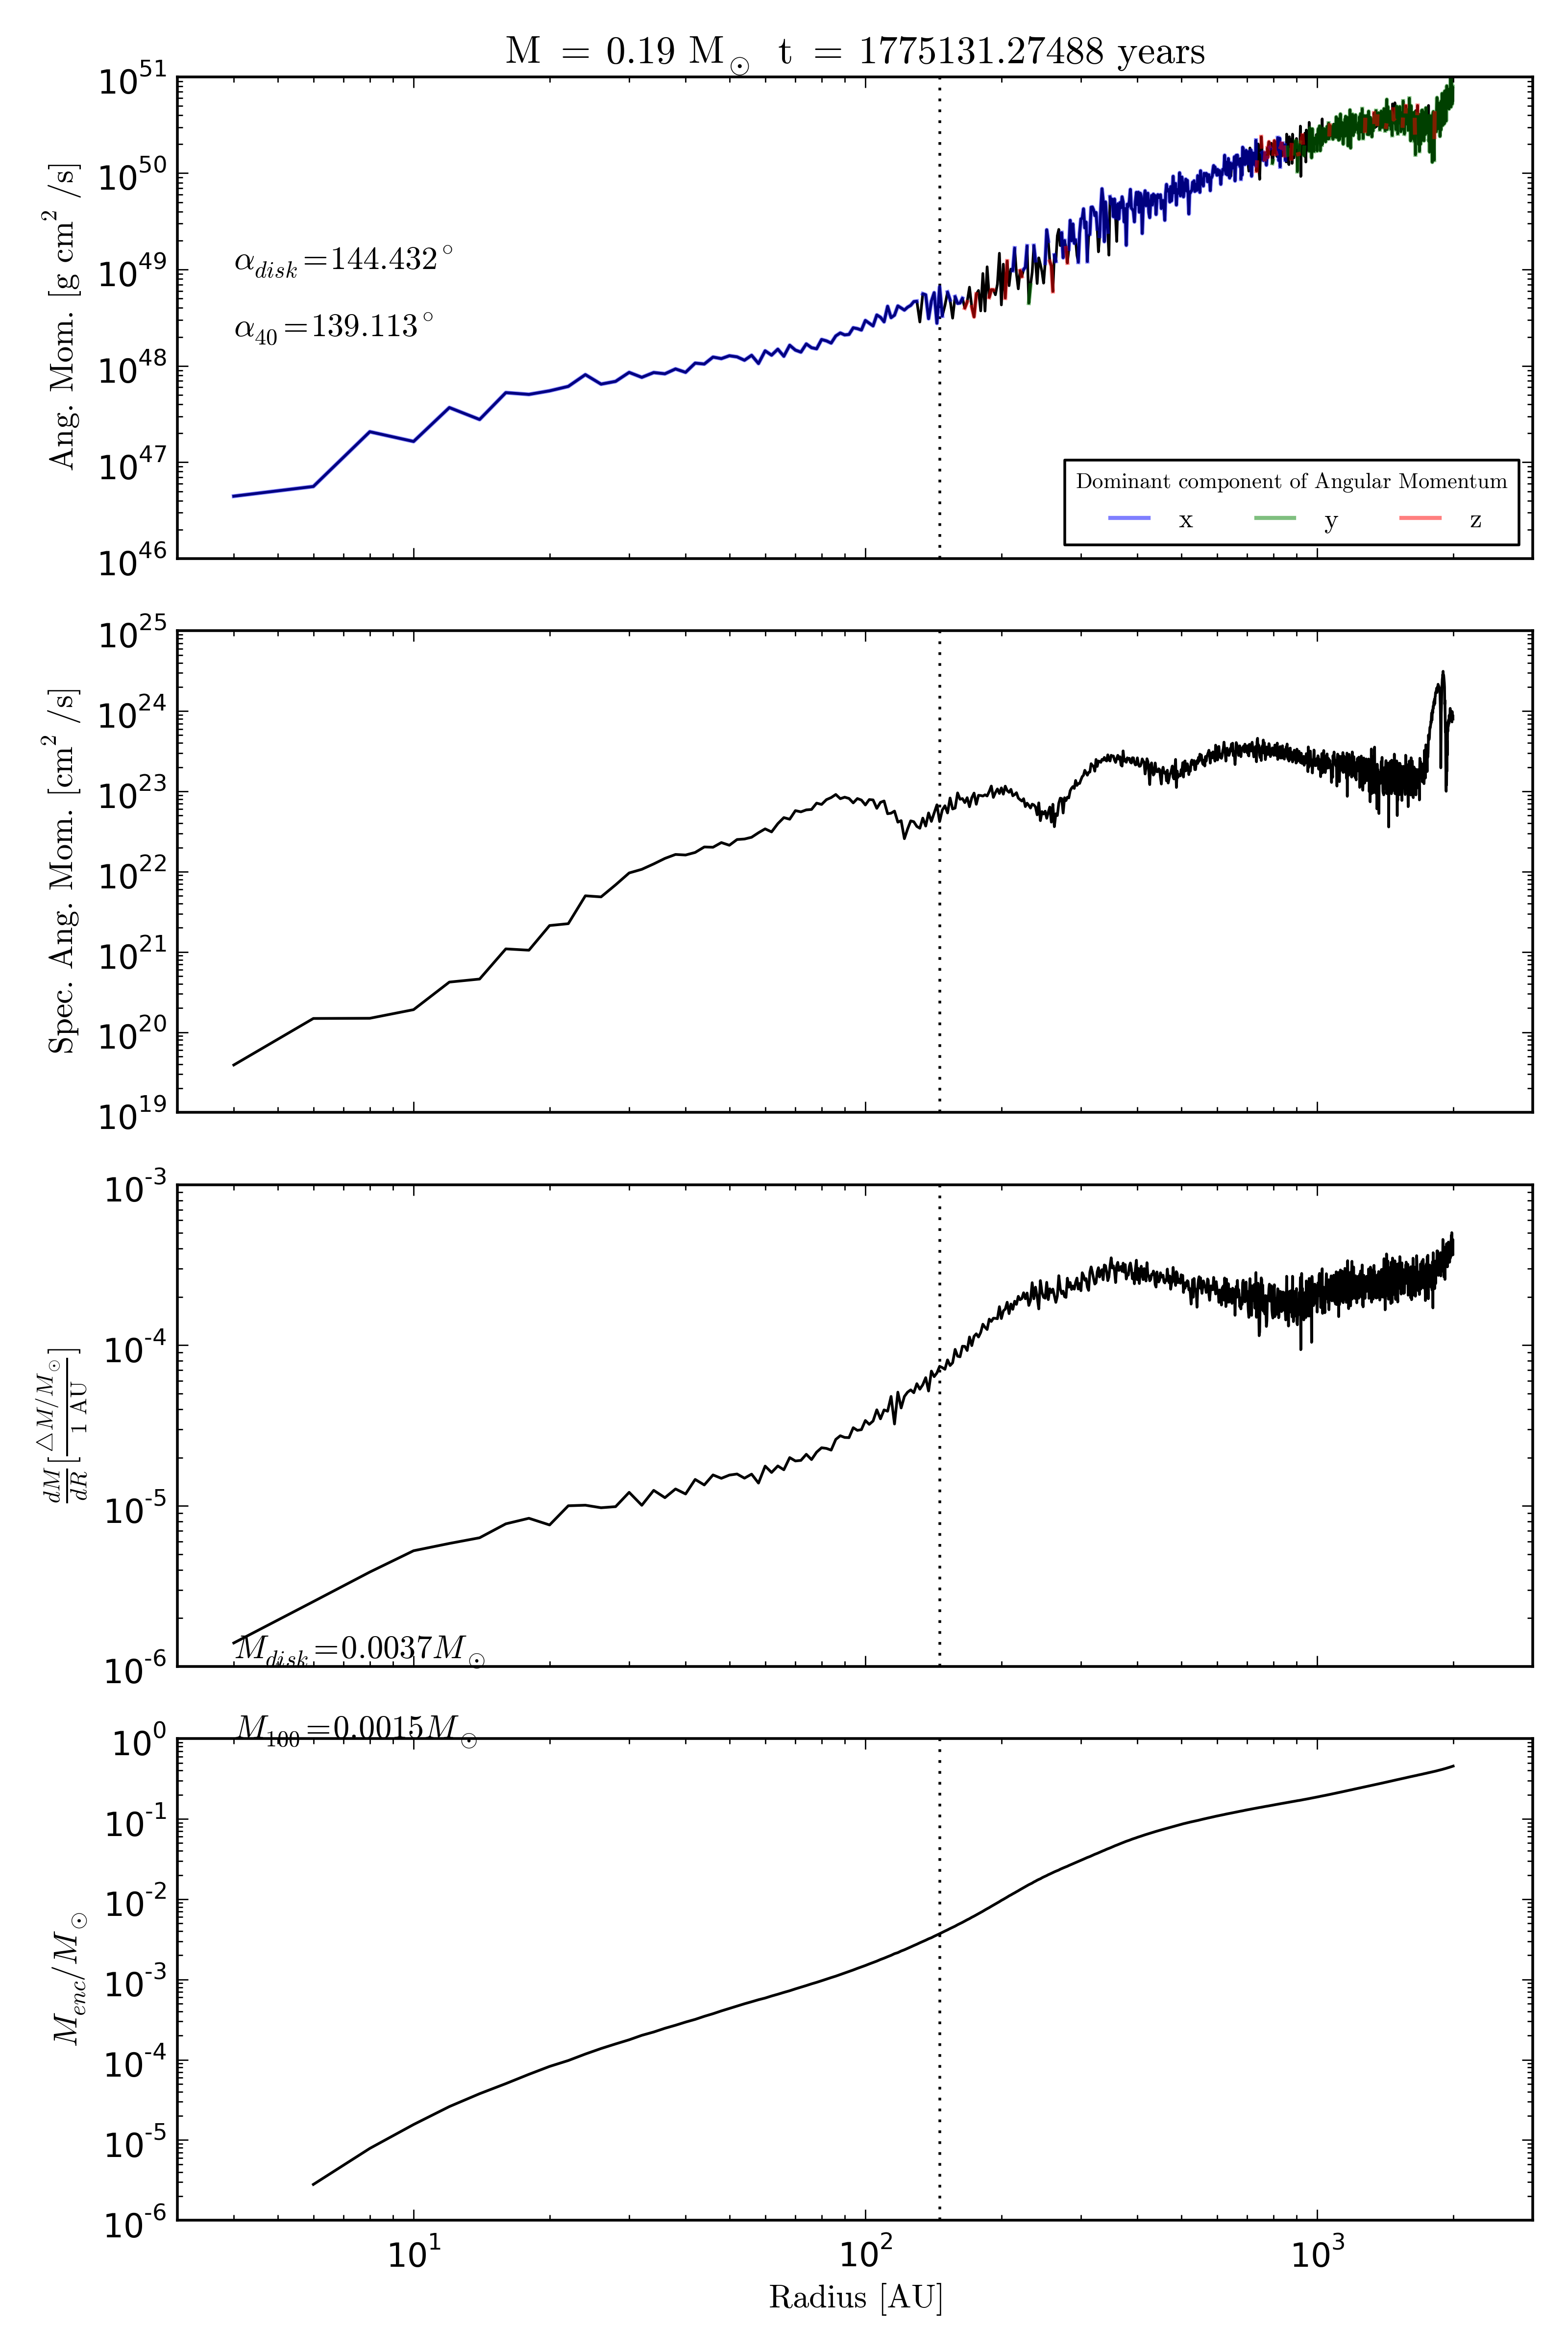 M = 0.19 M⊙ t = 1775131.27488 years
10^51
10^50
10^49
10^48
10^47
10^46
Ang. Mom. [g cm^2 /s]
α_disk=144.432°
α_40=139.113°
Dominant component of Angular Momentum
x y z
10^25
10^24
10^23
10^22
10^21
10^20
10^19
Spec. Ang. Mom. [cm^2 /s]
10^-3
10^-4
10^-5
10^-6
dM/dR [△M/M⊙ / 1 AU]
M_disk=0.0037M⊙
M_100=0.0015M⊙
10^0
10^-1
10^-2
10^-3
10^-4
10^-5
10^-6
M_enc/M⊙
10^1 10^2 10^3
Radius [AU]